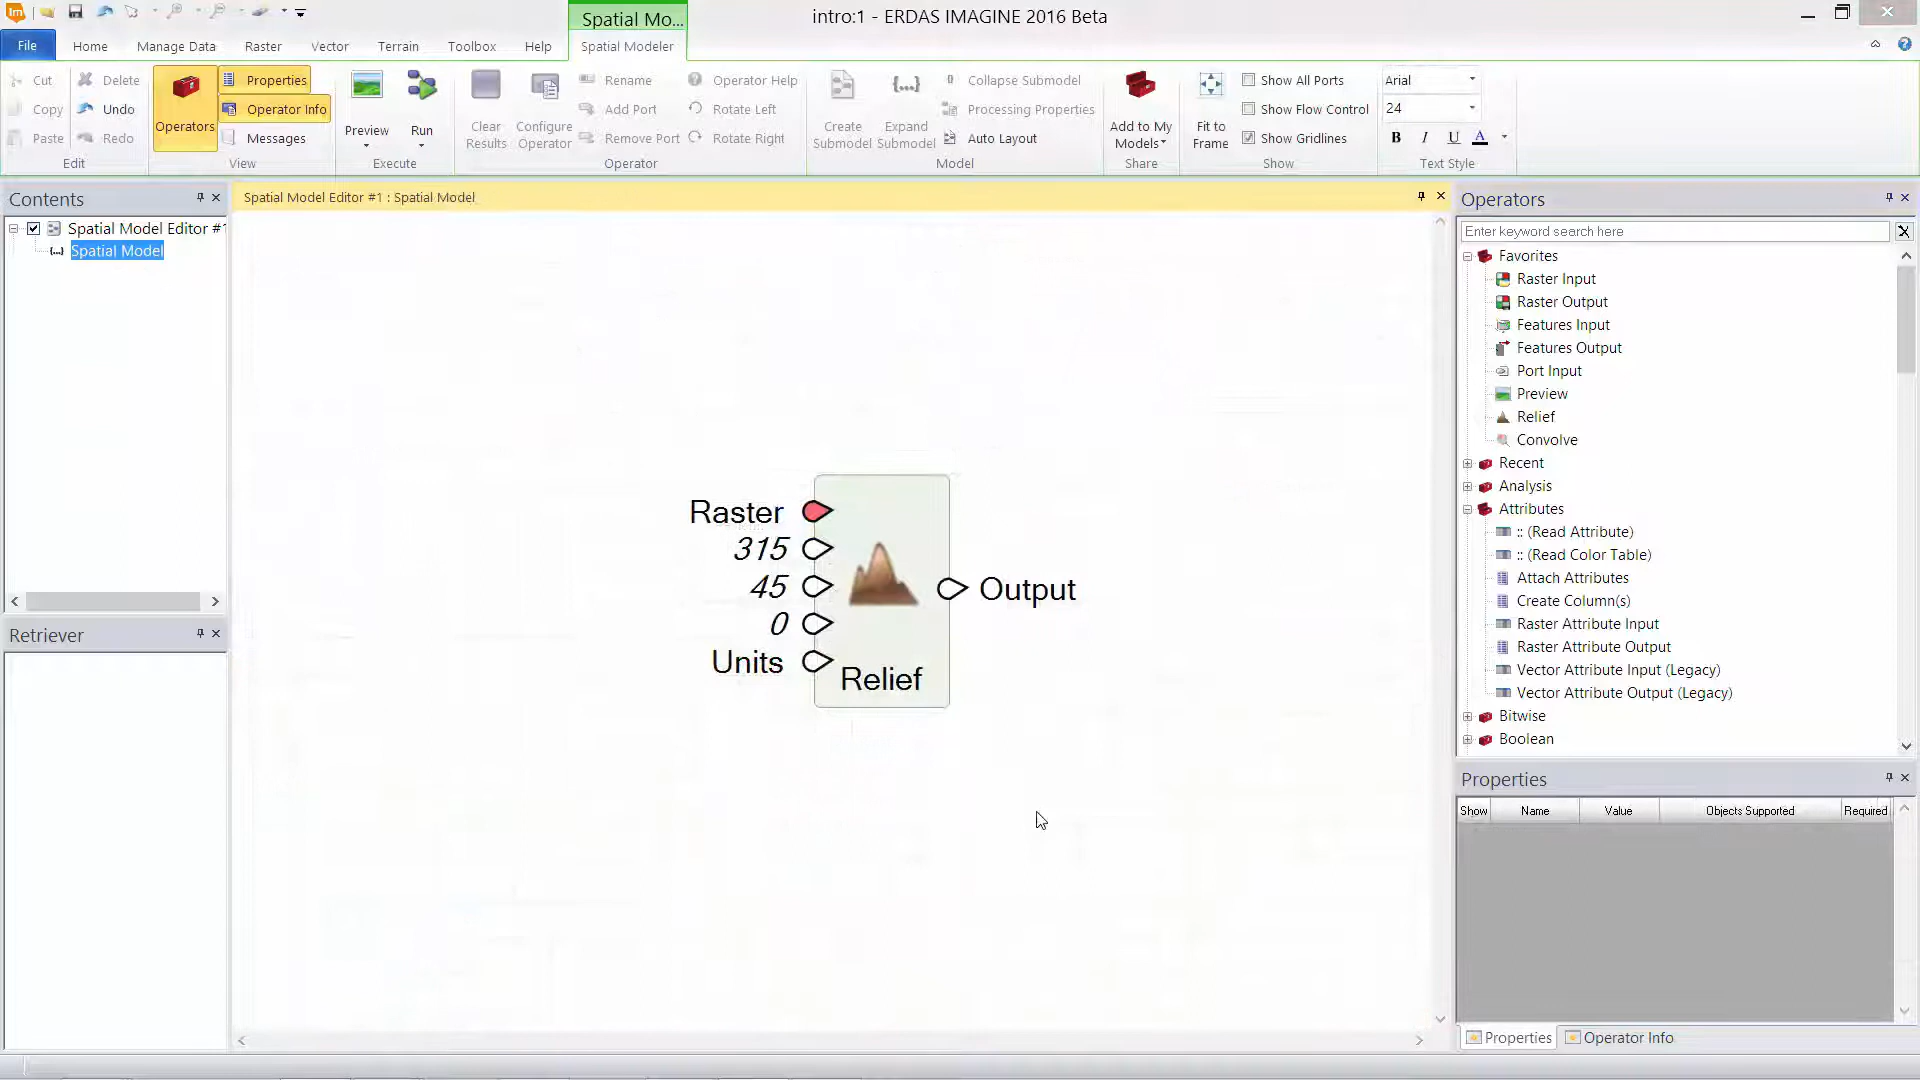 Im
Spatial Mo...
intro:1 - ERDAS IMAGINE 2016 Beta
File
Home
Manage Data
Raster
Vector
Terrain
Toolbox
Help
Spatial Modeler
Cut
Copy
Paste
Delete
Undo
Redo
Edit
Operators
Properties
Operator Info
Messages
View
Preview
Run
Execute
Clear
Results
Configure
Operator
Rename
Add Port
Remove Port
Operator Help
Rotate Left
Rotate Right
Operator
Create
Submodel
Expand
Submodel
Collapse Submodel
Processing Properties
Auto Layout
Model
Add to My
Models
Share
Fit to
Frame
Show All Ports
Show Flow Control
Show Gridlines
Show
Arial
24
B I U A
Text Style
Contents
Spatial Model Editor #1
Spatial Model
Retriever
Spatial Model Editor #1 : Spatial Model
Raster
315
45
0
Units
Relief
Output
Operators
Enter keyword search here
Favorites
Raster Input
Raster Output
Features Input
Features Output
Port Input
Preview
Relief
Convolve
Recent
Analysis
Attributes
:: (Read Attribute)
:: (Read Color Table)
Attach Attributes
Create Column(s)
Raster Attribute Input
Raster Attribute Output
Vector Attribute Input (Legacy)
Vector Attribute Output (Legacy)
Bitwise
Boolean
Properties
Show Name Value Objects Supported Required
Properties
Operator Info